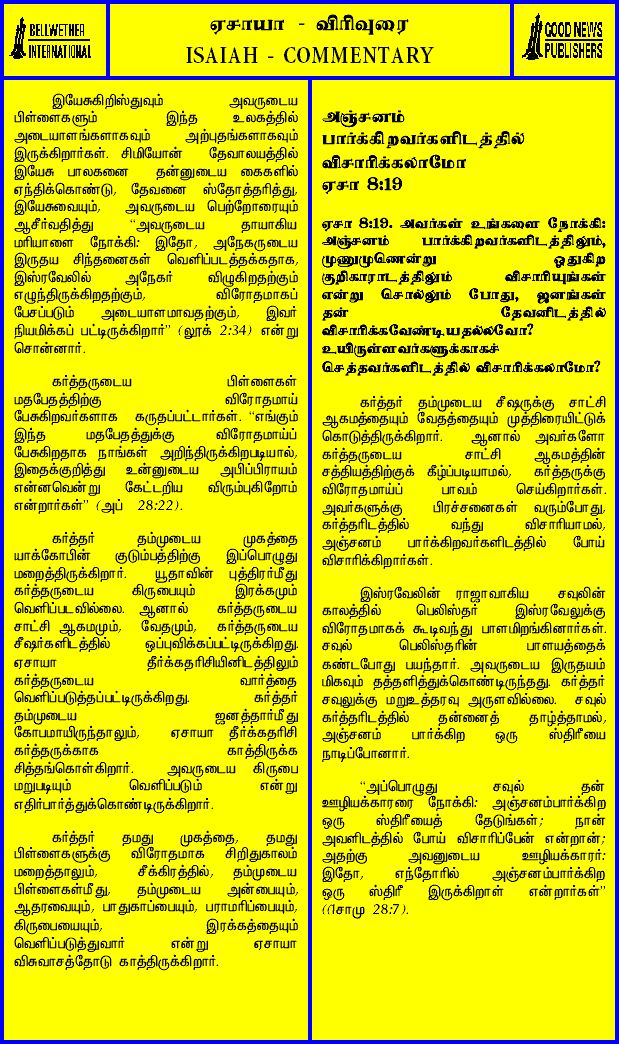 BELLWETHER
INTERNATIONAL
ஏசாயா - விரிவுரை
ISAIAH - COMMENTARY
GOOD NEWS
PUBLISHERS
இயேசுகிறிஸ்துவும் அவருடைய
பிள்ளைகளும் இந்த உலகத்தில்
அடையாளங்களாகவும் அற்புதங்களாகவும்
இருக்கிறார்கள். சிமியோன் தேவாலயத்தில்
இயேசு பாலகனை தன்னுடைய கைகளில்
ஏந்திக்கொண்டு, தேவனை ஸ்தோத்தரித்து,
இயேசுவையும், அவருடைய பெற்றோரையும்
ஆசீர்வதித்து “அவருடைய தாயாகிய
மரியாளை நோக்கி: இதோ, அநேகருடைய
இருதய சிந்தனைகள் வெளிப்படத்தக்கதாக,
இஸ்ரவேலில் அநேகர் விழுகிறதற்கும்
எழுந்திருக்கிறதற்கும், விரோதமாகப்
பேசப்படும் அடையாளமாவதற்கும், இவர்
நியமிக்கப் பட்டிருக்கிறார்” (லூக் 2:34) என்று
சொன்னார்.
கர்த்தருடைய பிள்ளைகள்
மதபேதத்திற்கு விரோதமாய்
பேசுகிறவர்களாக கருதப்பட்டார்கள். “எங்கும்
இந்த மதபேதத்துக்கு விரோதமாய்ப்
பேசுகிறதாக நாங்கள் அறிந்திருக்கிறபடியால்,
இதைக்குறித்து உன்னுடைய அபிப்பிராயம்
என்னவென்று கேட்டறிய விரும்புகிறோம்
என்றார்கள்” (அப் 28:22).
கர்த்தர் தம்முடைய முகத்தை
யாக்கோபின் குடும்பத்திற்கு இப்பொழுது
மறைத்திருக்கிறார். யூதாவின் புத்திரர்மீது
கர்த்தருடைய கிருபையும் இரக்கமும்
வெளிப்படவில்லை. ஆனால் கர்த்தருடைய
சாட்சி ஆகமமும், வேதமும், கர்த்தருடைய
சீஷர்களிடத்தில் ஒப்புவிக்கப்பட்டிருக்கிறது.
ஏசாயா தீர்க்கதரிசியினிடத்திலும்
கர்த்தருடைய வார்த்தை
வெளிப்படுத்தப்பட்டிருக்கிறது. கர்த்தர்
தம்முடைய ஜனத்தார்மீது
கோபமாயிருந்தாலும், ஏசாயா தீர்க்கதரிசி
கர்த்தருக்காக காத்திருக்க
சித்தங்கொள்கிறார். அவருடைய கிருபை
மறுபடியும் வெளிப்படும் என்று
எதிர்பார்த்துக்கொண்டிருக்கிறார்.
கர்த்தர் தமது முகத்தை, தமது
பிள்ளைகளுக்கு விரோதமாக சிறிதுகாலம்
மறைத்தாலும், சீக்கிரத்தில், தம்முடைய
பிள்ளைகள்மீது, தம்முடைய அன்பையும்,
ஆதரவையும், பாதுகாப்பையும், பராமரிப்பையும்,
கிருபையையும், இரக்கத்தையும்
வெளிப்படுத்துவார் என்று ஏசாயா
விசுவாசத்தோடு காத்திருக்கிறார்.
அஞ்சனம்
பார்க்கிறவர்களிடத்தில்
விசாரிக்கலாமோ
ஏசா 8:19
ஏசா 8:19. அவர்கள் உங்களை நோக்கி:
அஞ்சனம் பார்க்கிறவர்களிடத்திலும்,
முணுமுணென்று ஓதுகிற
குறிகாரரிடத்திலும் விசாரியுங்கள்
என்று சொல்லும் போது, ஜனங்கள்
தன் தேவனிடத்தில்
விசாரிக்கவேண்டியதல்லவோ?
உயிருள்ளவர்களுக்காகச்
செத்தவர்களிடத்தில் விசாரிக்கலாமோ?
கர்த்தர் தம்முடைய சீஷருக்கு சாட்சி
ஆகமத்தையும் வேதத்தையும் முத்திரையிட்டுக்
கொடுத்திருக்கிறார். ஆனால் அவர்களோ
கர்த்தருடைய சாட்சி ஆகமத்தின்
சத்தியத்திற்குக் கீழ்ப்படியாமல், கர்த்தருக்கு
விரோதமாய்ப் பாவம் செய்கிறார்கள்.
அவர்களுக்கு பிரச்சனைகள் வரும்போது,
கர்த்தரிடத்தில் வந்து விசாரியாமல்,
அஞ்சனம் பார்க்கிறவர்களிடத்தில் போய்
விசாரிக்கிறார்கள்.
இஸ்ரவேலின் ராஜாவாகிய சவுலின்
காலத்தில் பெலிஸ்தர் இஸ்ரவேலுக்கு
விரோதமாகக் கூடிவந்து பாளமிறங்கினார்கள்.
சவுல் பெலிஸ்தரின் பாளயத்தைக்
கண்டபோது பயந்தார். அவருடைய இருதயம்
மிகவும் தத்தளித்துக்கொண்டிருந்தது. கர்த்தர்
சவுலுக்கு மறுஉத்தரவு அருளவில்லை. சவுல்
கர்த்தரிடத்தில் தன்னைத் தாழ்த்தாமல்,
அஞ்சனம் பார்க்கிற ஒரு ஸ்திரீயை
நாடிப்போனார்.
“அப்பொழுது சவுல் தன்
ஊழியக்காரரை நோக்கி: அஞ்சனம்பார்க்கிற
ஒரு ஸ்திரீயைத் தேடுங்கள்; நான்
அவளிடத்தில் போய் விசாரிப்பேன் என்றான்;
அதற்கு அவனுடைய ஊழியக்காரர்:
இதோ, எந்தோரில் அஞ்சனம்பார்க்கிற
ஒரு ஸ்திரீ இருக்கிறாள் என்றார்கள்”
28:7).